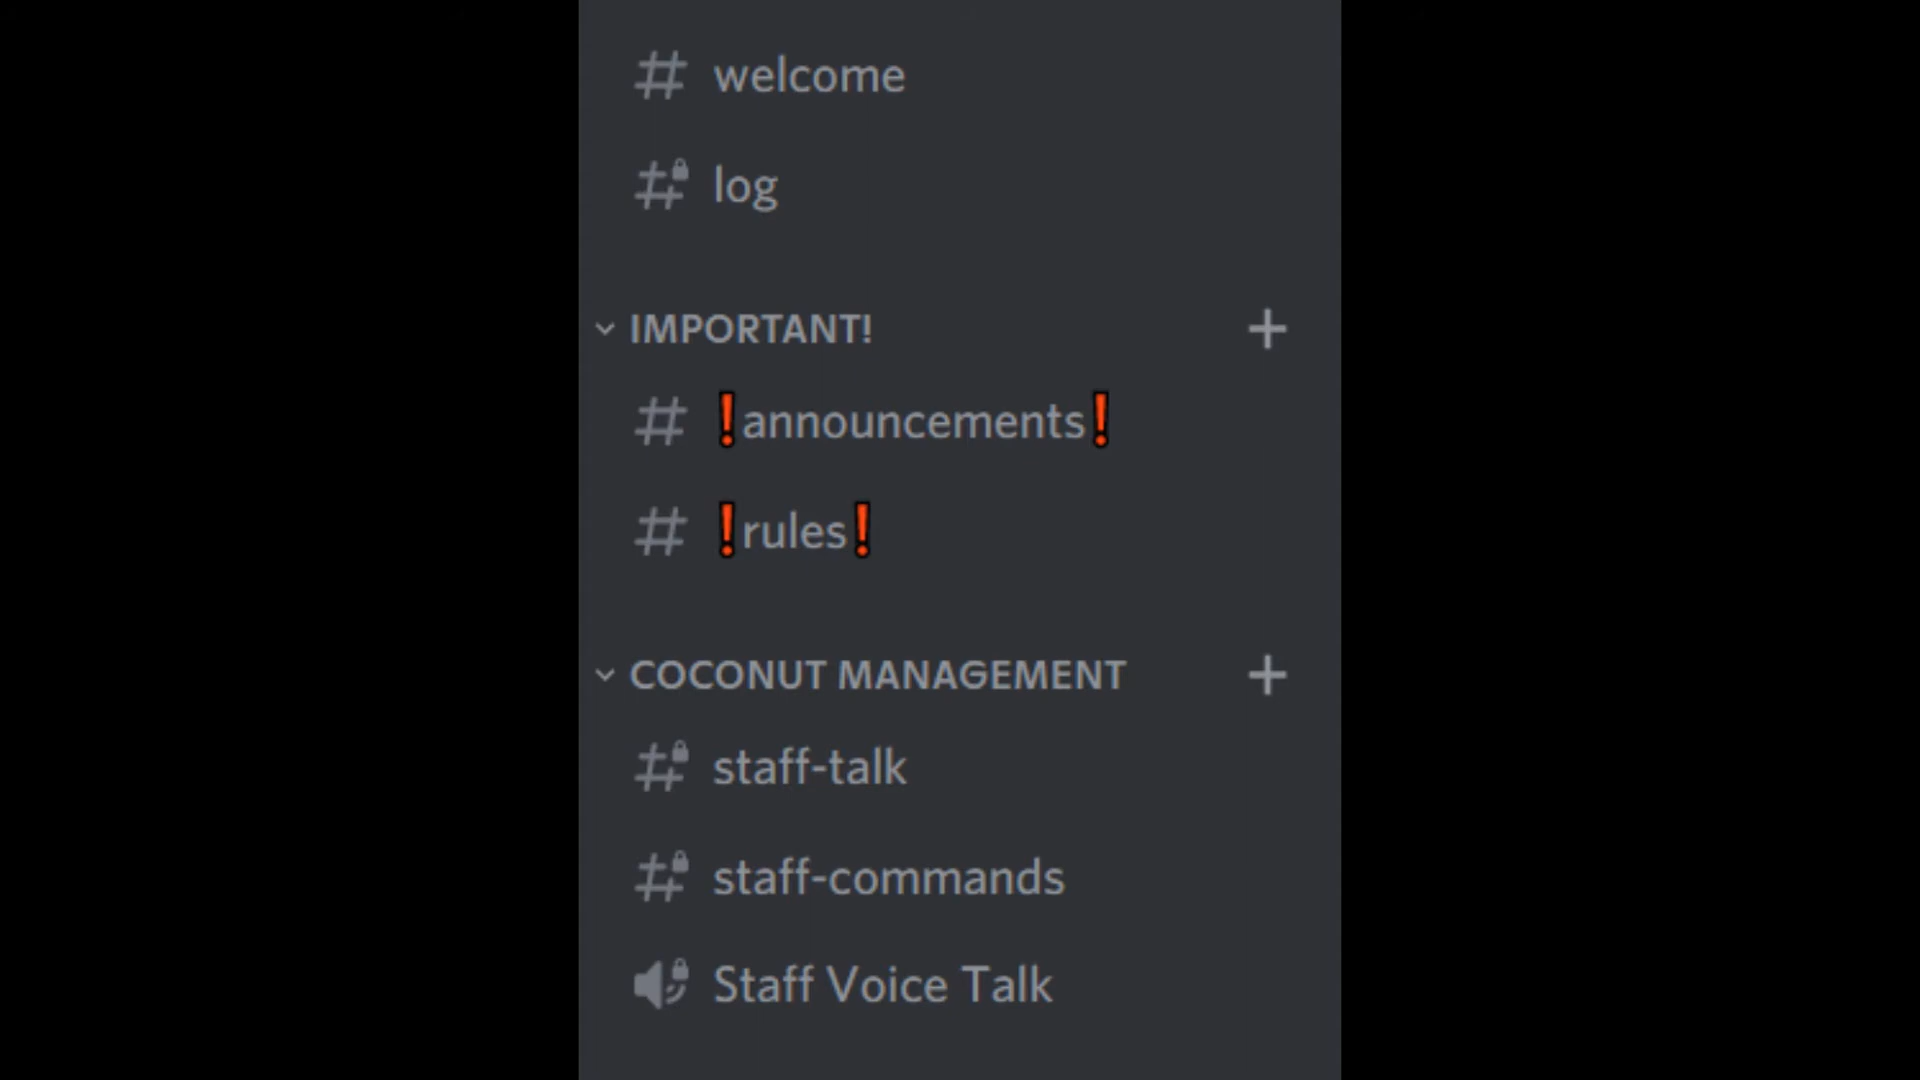 welcome
log
IMPORTANT!
❗announcements❗
❗rules❗
COCONUT MANAGEMENT
staff-talk
staff-commands
Staff Voice Talk